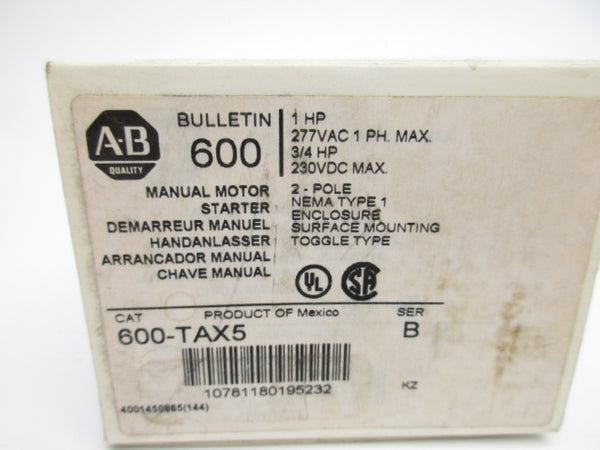 A-B
QUALITY
BULLETIN
600
1 HP
277VAC 1 PH. MAX.
3/4 HP
230VDC MAX.
MANUAL MOTOR
STARTER
DEMARREUR MANUEL
HANDANLASSER
ARRANCADOR MANUAL
CHAVE MANUAL
2 - POLE
NEMA TYPE 1
ENCLOSURE
SURFACE MOUNTING
TOGGLE TYPE
UL
SA
CAT
PRODUCT OF Mexico
SER
600-TAX5
B
10781180195232
KZ
4001450865(144)